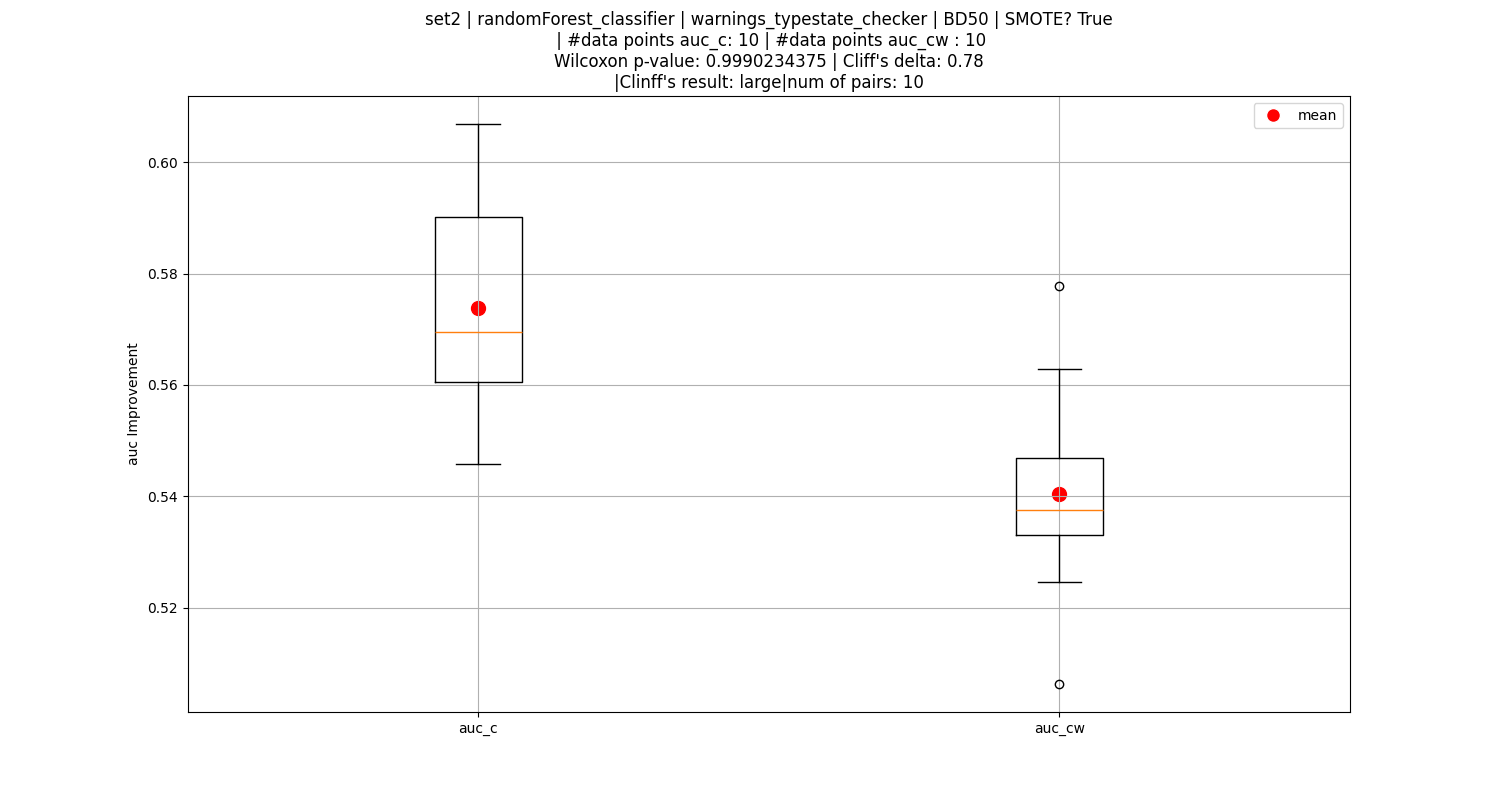 set2 | randomForest_classifier | warnings_typestate_checker | BD50 | SMOTE? True
| #data points auc_c: 10 | #data points auc_cw : 10
Wilcoxon p-value: 0.9990234375 | Cliff's delta: 0.78
|Clinff's result: large|num of pairs: 10
mean
0.60
0.58
0.56
0.54
0.52
auc Improvement
auc_c
auc_cw